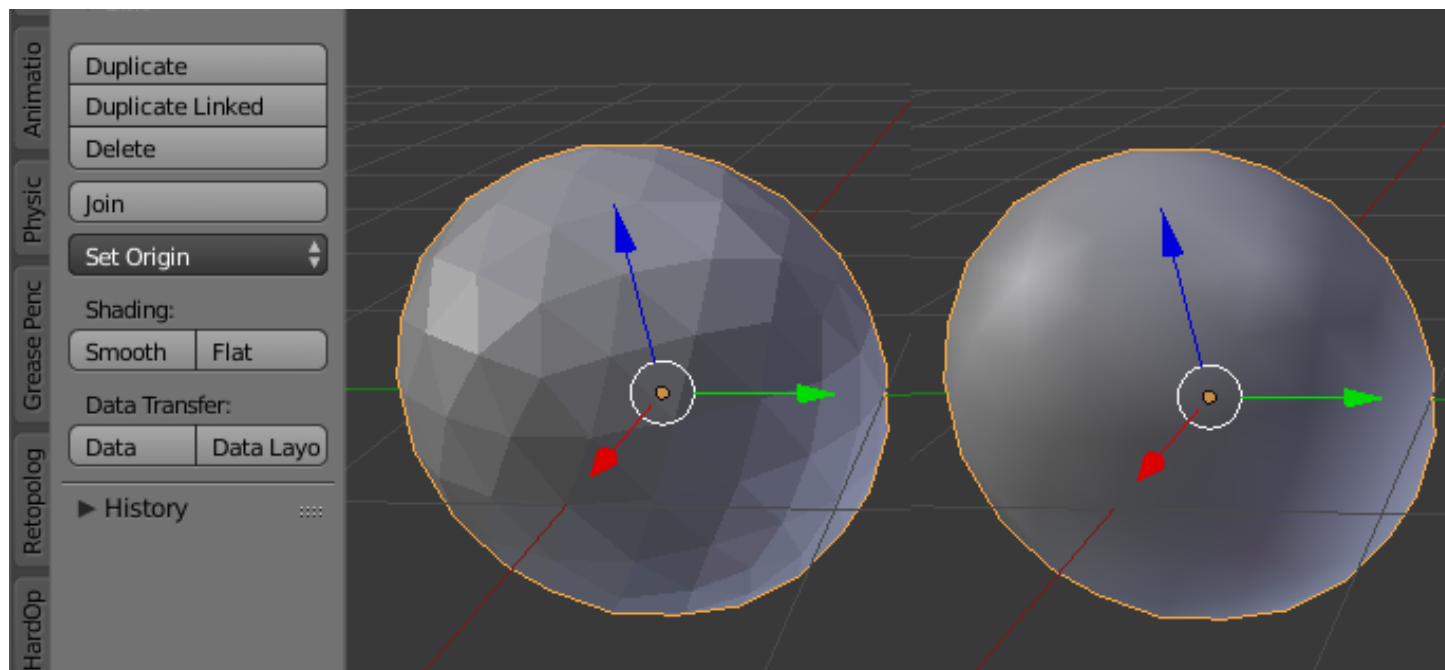 Animatio
Physic
Grease Penc
Retopolog
HardOp
Duplicate
Duplicate Linked
Delete
Join
Set Origin
Shading:
Smooth
Flat
Data Transfer:
Data
Data Layo
History